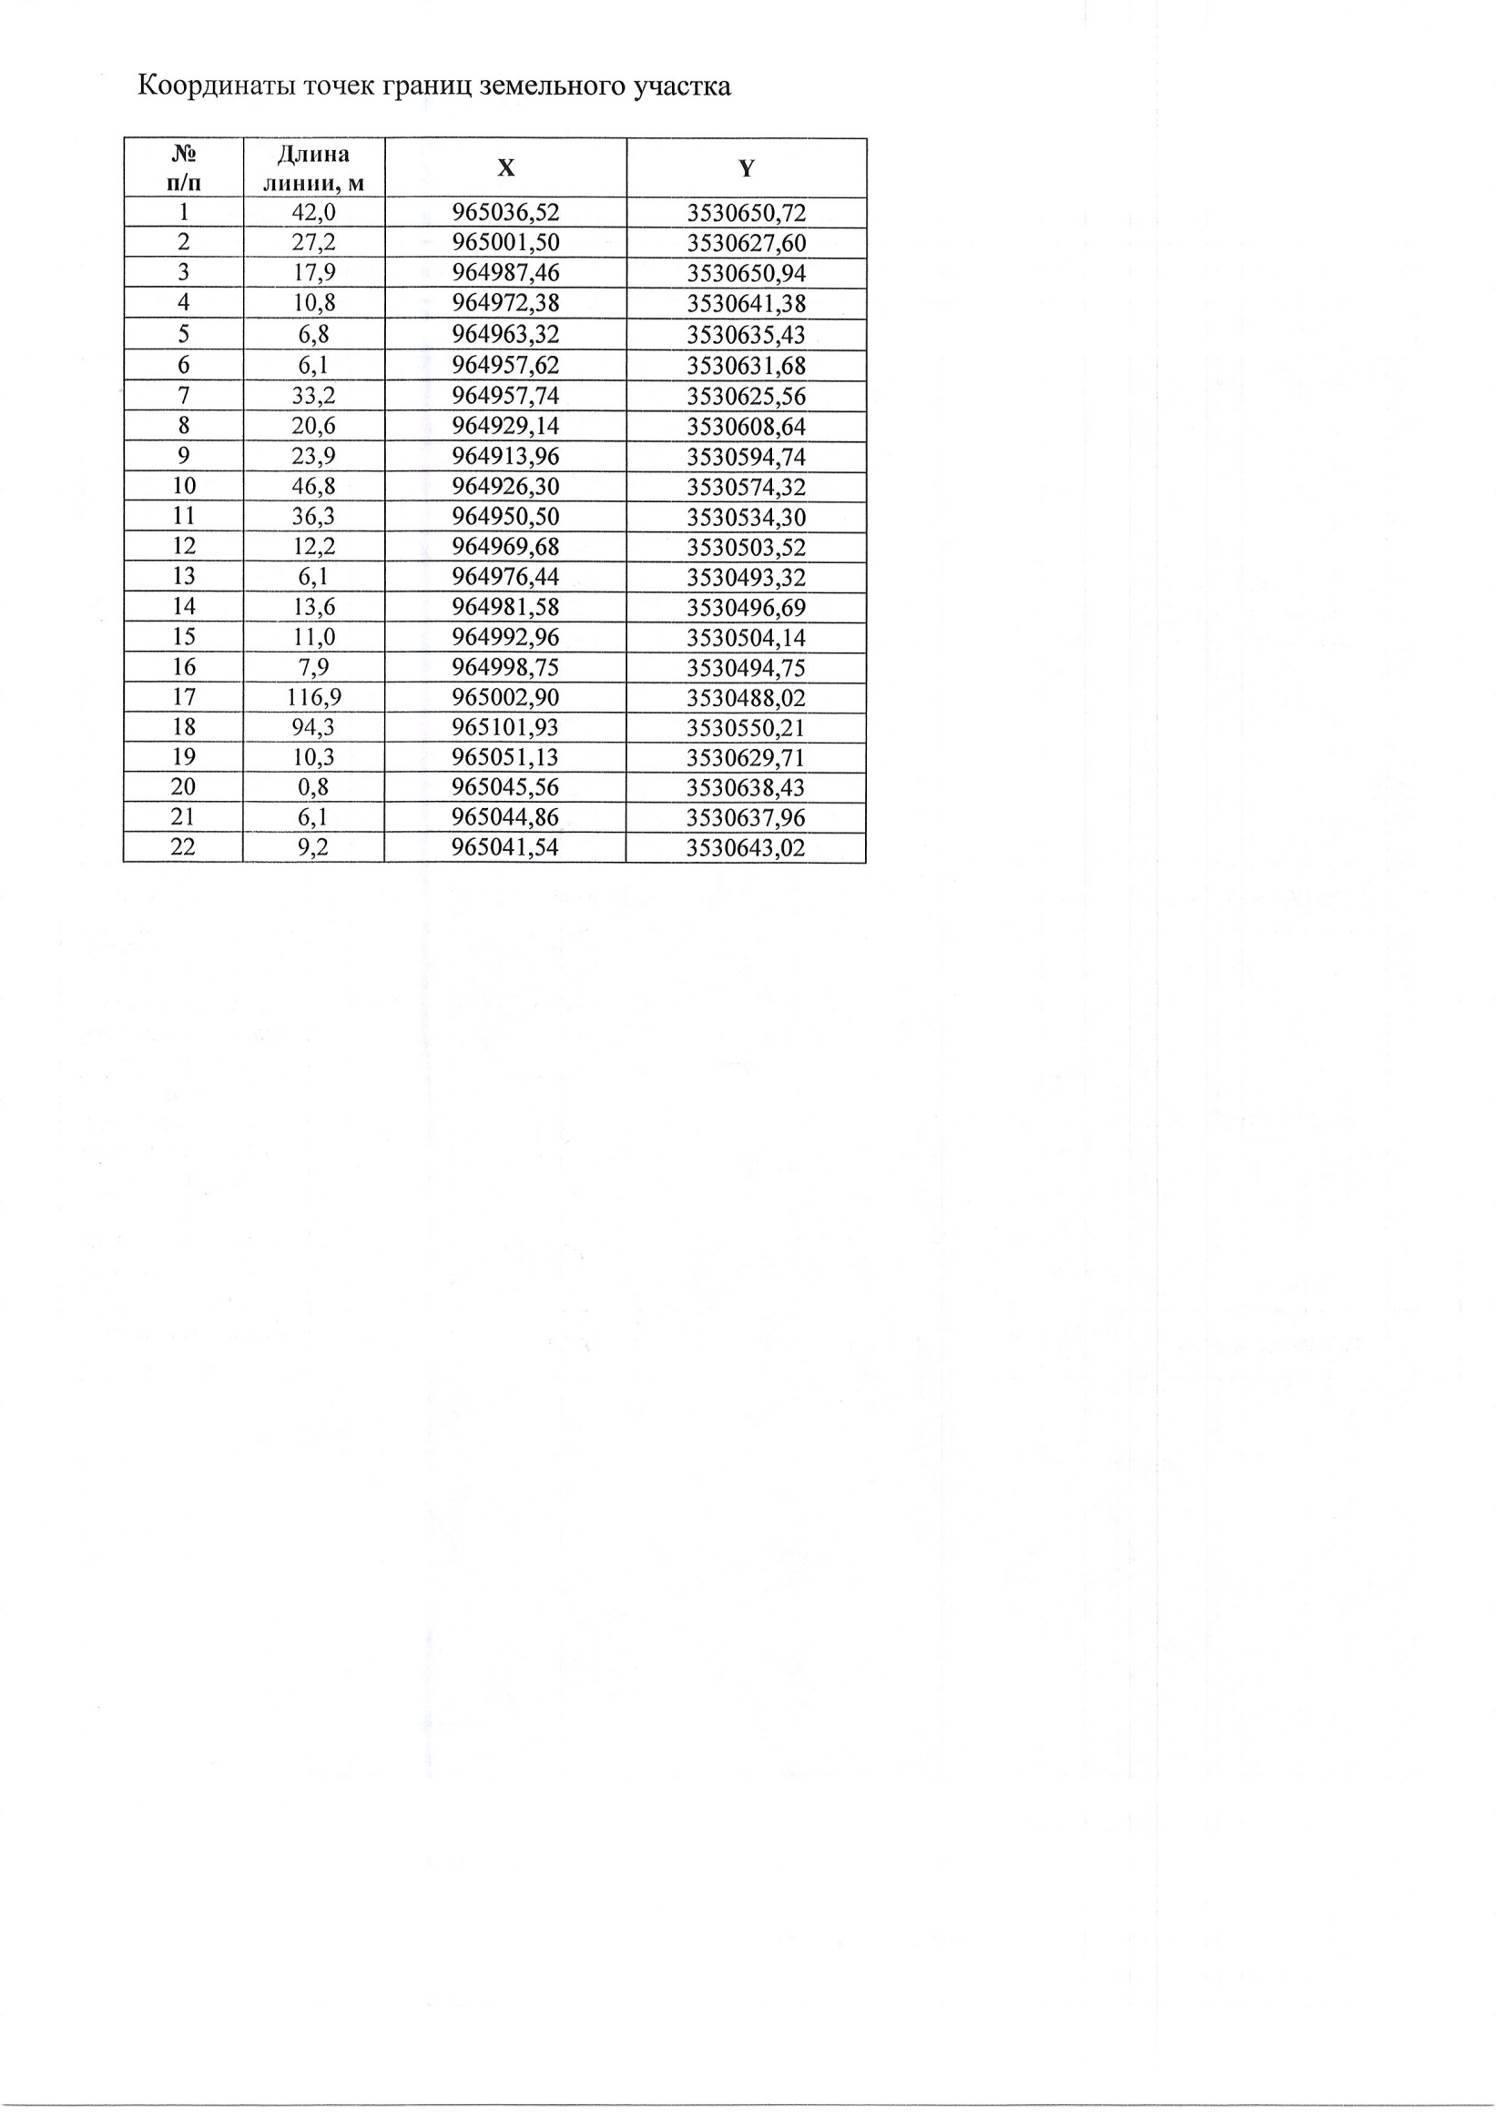 Координаты точек границ земельного участка
№ п/п Длина линии, м X Y
1 42,0 965036,52 3530650,72
2 27,2 965001,50 3530627,60
3 17,9 964987,46 3530650,94
4 10,8 964972,38 3530641,38
5 6,8 964963,32 3530635,43
6 6,1 964957,62 3530631,68
7 33,2 964957,74 3530625,56
8 20,6 964929,14 3530608,64
9 23,9 964913,96 3530594,74
10 46,8 964926,30 3530574,32
11 36,3 964950,50 3530534,30
12 12,2 964969,68 3530503,52
13 6,1 964976,44 3530493,32
14 13,6 964981,58 3530496,69
15 11,0 964992,96 3530504,14
16 7,9 964998,75 3530494,75
17 116,9 965002,90 3530488,02
18 94,3 965101,93 3530550,21
19 10,3 965051,13 3530629,71
20 0,8 965045,56 3530638,43
21 6,1 965044,86 3530637,96
22 9,2 965041,54 3530643,02